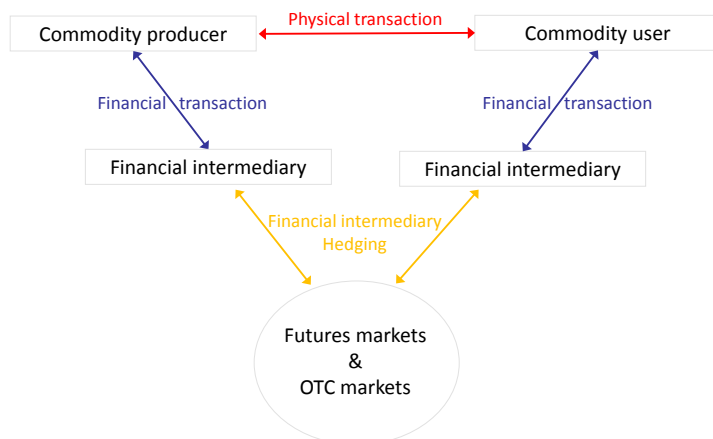 Physical transaction
Commodity producer
Commodity user
Financial transaction
Financial transaction
Financial intermediary
Financial intermediary
Financial intermediary
Hedging
Futures markets
&
OTC markets